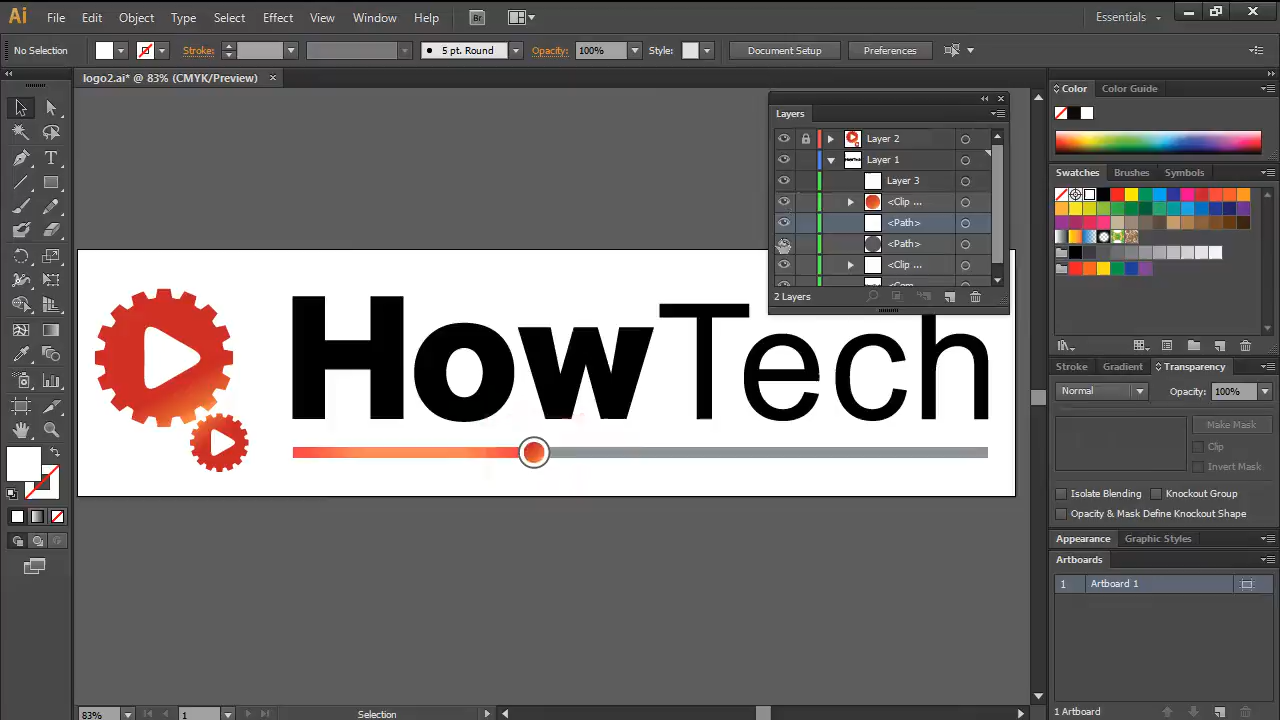 Ai File Edit Object Type Select Effect View Window Help Br Essentials
No Selection Strokes 5 pt. Round Opacity: 100% Style: Document Setup Preferences
logo2.ai* @ 83% (CMYK/Preview)
Layers
Layer 2
Layer 1
Layer 3
<Clip ...
<Path>
<Path>
<Clip ...
2 Layers
HowTech
Color Color Guide
Swatches Brushes Symbols
Stroke Gradient Transparency
Normal Opacity: 100%
Make Mask
Clip
Invert Mask
Isolate Blending Knockout Group
Opacity & Mask Define Knockout Shape
Appearance Graphic Styles
Artboards
1 Artboard 1
1 Artboard
83% 1 Selection